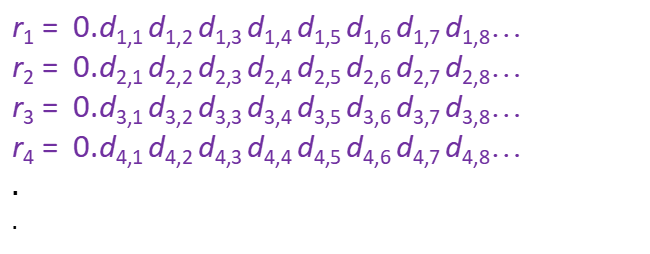 r₁ = 0.d₁,₁ d₁,₂ d₁,₃ d₁,₄ d₁,₅ d₁,₆ d₁,₇ d₁,₈…
r₂ = 0.d₂,₁ d₂,₂ d₂,₃ d₂,₄ d₂,₅ d₂,₆ d₂,₇ d₂,₈…
r₃ = 0.d₃,₁ d₃,₂ d₃,₃ d₃,₄ d₃,₅ d₃,₆ d₃,₇ d₃,₈…
r₄ = 0.d₄,₁ d₄,₂ d₄,₃ d₄,₄ d₄,₅ d₄,₆ d₄,₇ d₄,₈…
.
.